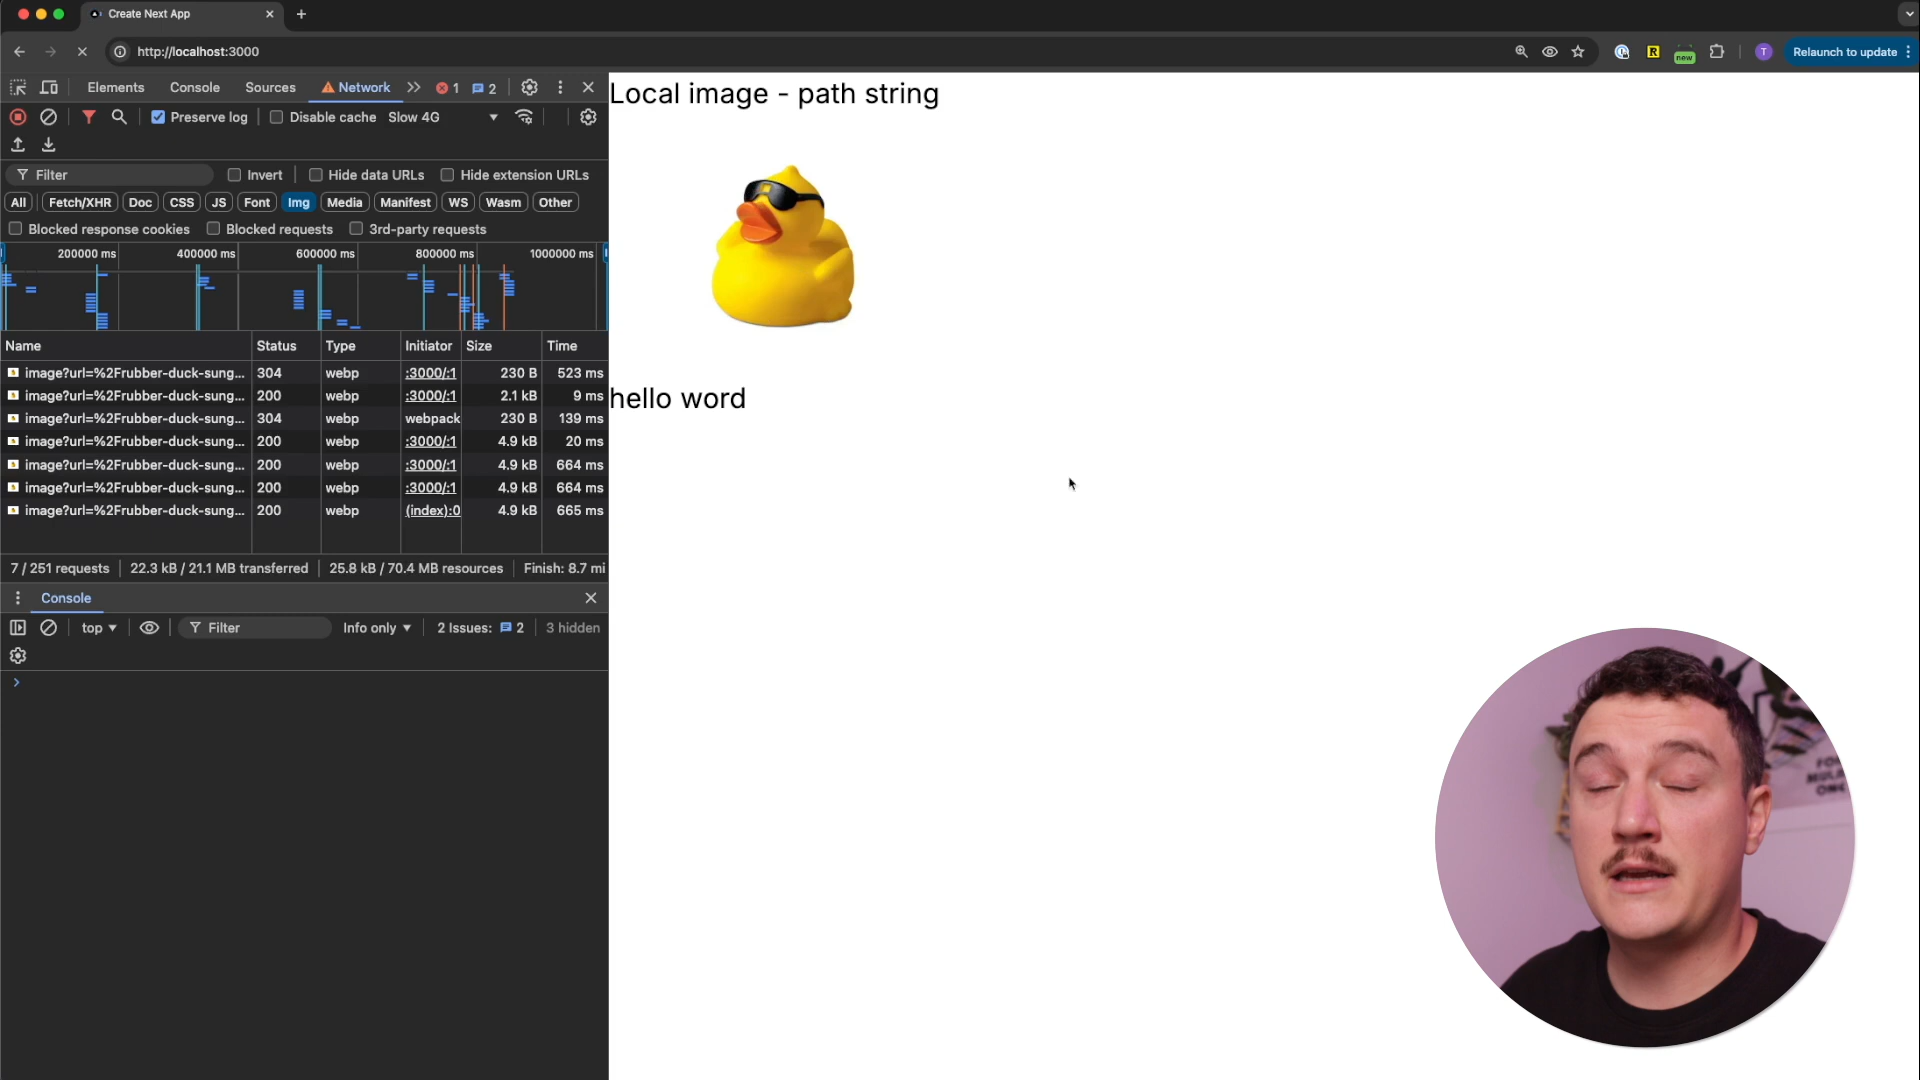 Create Next App
http://localhost:3000
new
T
Relaunch to update
Elements Console Sources Network 1 2
Preserve log Disable cache Slow 4G
Filter Invert Hide data URLs Hide extension URLs
All Fetch/XHR Doc CSS JS Font Img Media Manifest WS Wasm Other
Blocked response cookies Blocked requests 3rd-party requests
200000 ms 400000 ms 600000 ms 800000 ms 1000000 ms
Name Status Type Initiator Size Time
image?url=%2Frubber-duck-sung... 304 webp :3000/:1 230 B 523 ms
image?url=%2Frubber-duck-sung... 200 webp :3000/:1 2.1 kB 9 ms
image?url=%2Frubber-duck-sung... 304 webp webpack 230 B 139 ms
image?url=%2Frubber-duck-sung... 200 webp :3000/:1 4.9 kB 20 ms
image?url=%2Frubber-duck-sung... 200 webp :3000/:1 4.9 kB 664 ms
image?url=%2Frubber-duck-sung... 200 webp :3000/:1 4.9 kB 664 ms
image?url=%2Frubber-duck-sung... 200 webp (index):0 4.9 kB 665 ms
7 / 251 requests 22.3 kB / 21.1 MB transferred 25.8 kB / 70.4 MB resources Finish: 8.7 mi
Console
top Filter Info only 2 Issues: 2 3 hidden
Local image - path string
hello word